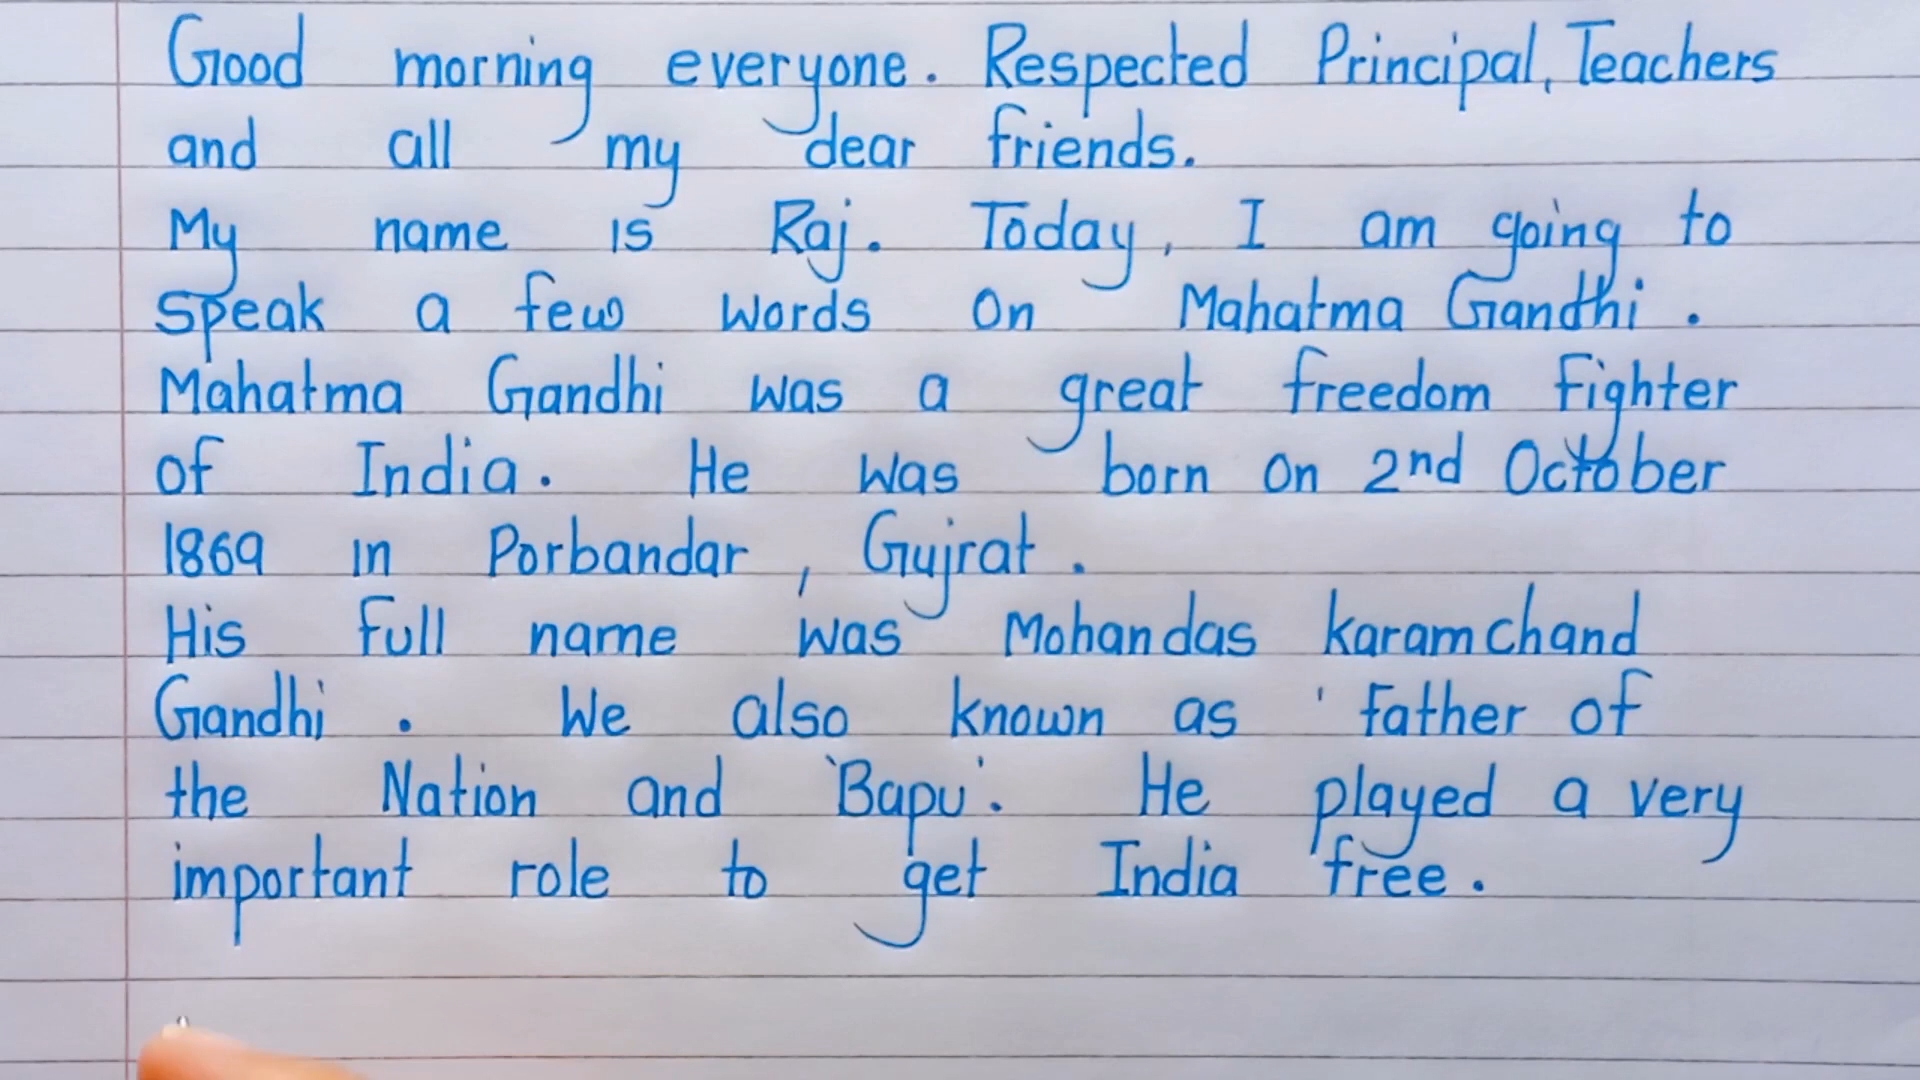 Good morning everyone. Respected Principal, Teachers
and all my dear friends.
My name is Raj. Today, I am going to
speak a few words on Mahatma Gandhi.
Mahatma Gandhi was a great freedom fighter
of India. He was born on 2nd October
1869 in Porbandar, Gujrat.
His full name was Mohandas karamchand
Gandhi. We also known as 'father of
the Nation and 'Bapu'. He played a very
important role to get India free.